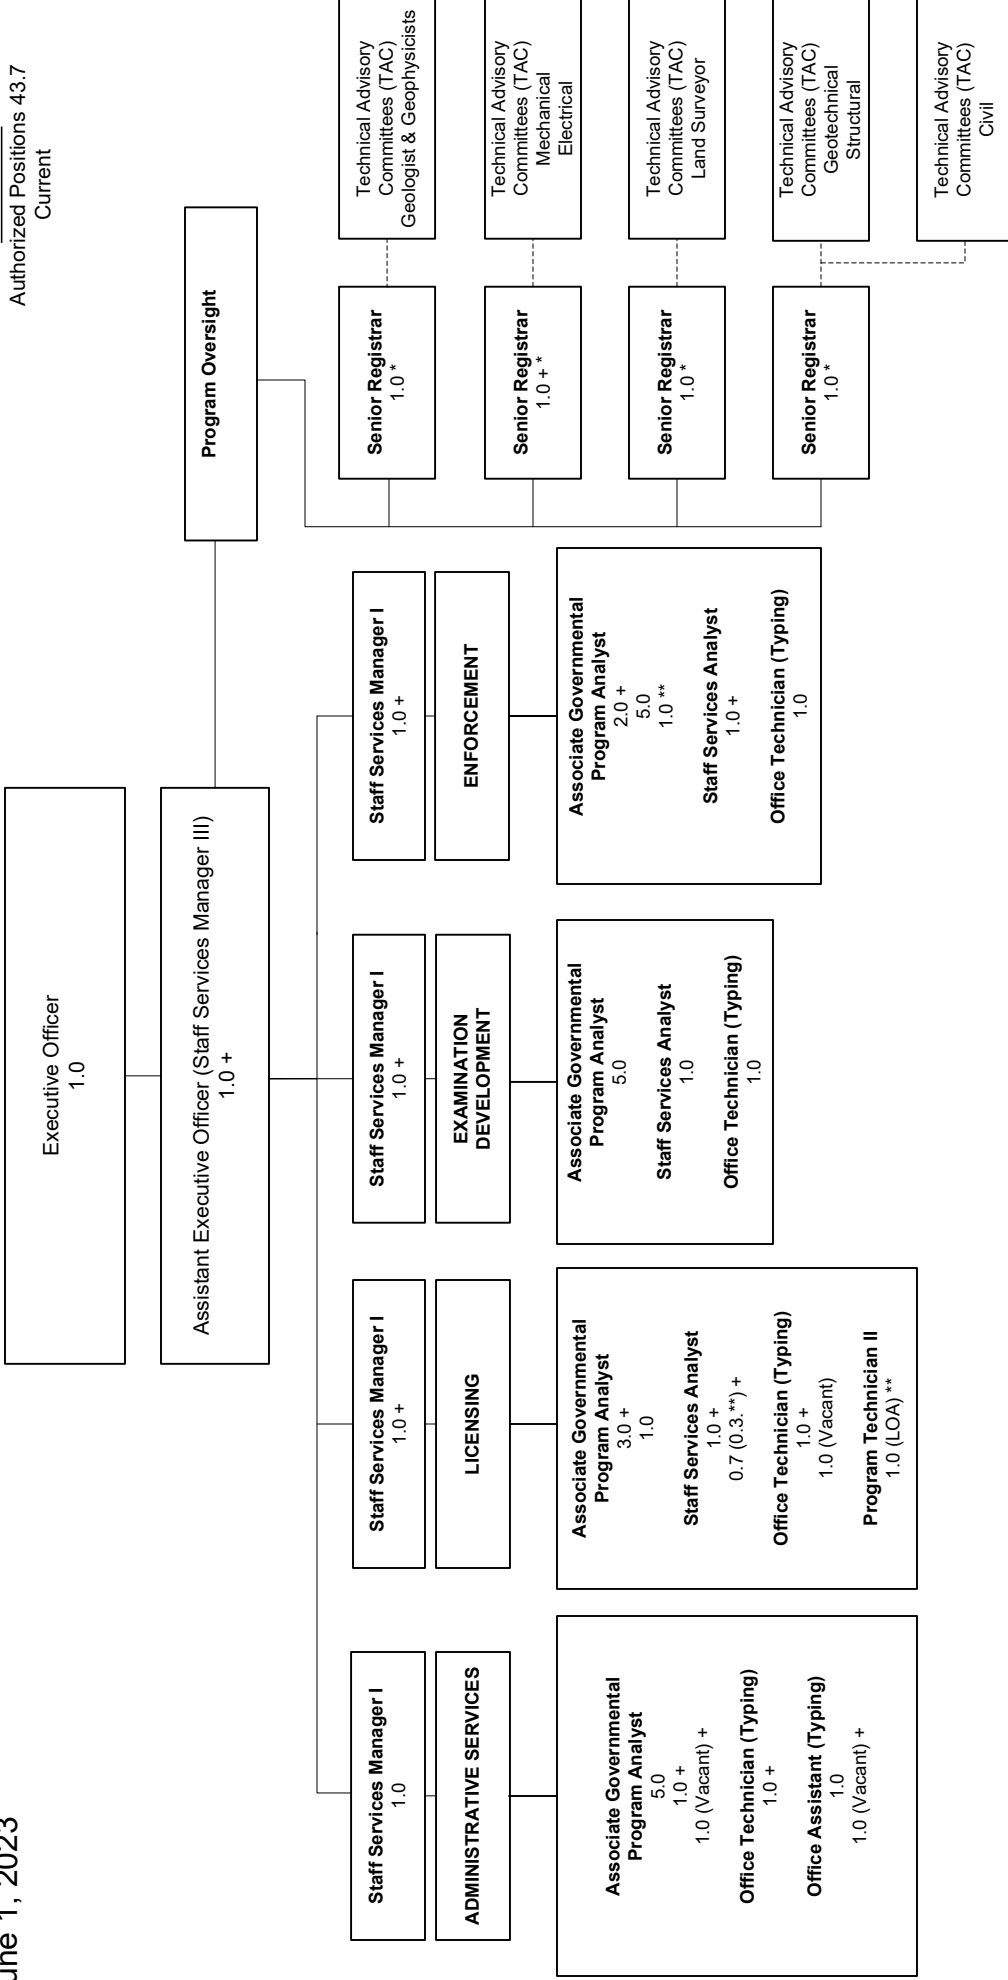 June 1, 2023
Authorized Positions 43.7
Current
Executive Officer
1.0
Assistant Executive Officer (Staff Services Manager III)
1.0 +
Program Oversight
Staff Services Manager I
1.0
ADMINISTRATIVE SERVICES
Associate Governmental
Program Analyst
5.0
1.0 +
1.0 (Vacant) +
Office Technician (Typing)
1.0 +
Office Assistant (Typing)
1.0
1.0 (Vacant) +
Staff Services Manager I
1.0 +
LICENSING
Associate Governmental
Program Analyst
3.0 +
1.0
Staff Services Analyst
1.0 +
0.7 (0.3.**) +
Office Technician (Typing)
1.0 +
1.0 (Vacant)
Program Technician II
1.0 (LOA) **
Staff Services Manager I
1.0 +
EXAMINATION
DEVELOPMENT
Associate Governmental
Program Analyst
5.0
Staff Services Analyst
1.0
Office Technician (Typing)
1.0
Staff Services Manager I
1.0 +
ENFORCEMENT
Associate Governmental
Program Analyst
2.0 +
5.0
1.0 **
Staff Services Analyst
1.0 +
Office Technician (Typing)
1.0
Senior Registrar
1.0 *
Technical Advisory
Committees (TAC)
Geologist & Geophysicists
Senior Registrar
1.0 + *
Technical Advisory
Committees (TAC)
Mechanical
Electrical
Senior Registrar
1.0 *
Technical Advisory
Committees (TAC)
Land Surveyor
Senior Registrar
1.0 *
Technical Advisory
Committees (TAC)
Geotechnical
Structural
Technical Advisory
Committees (TAC)
Civil